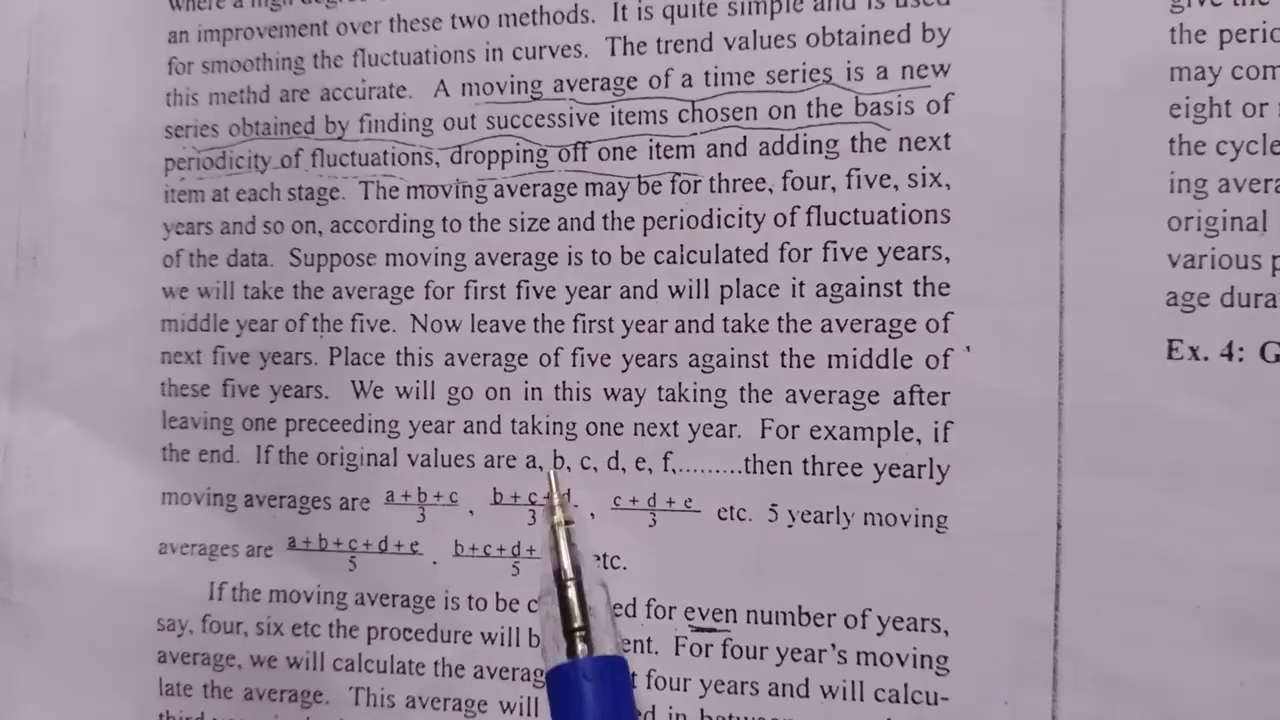 an improvement over these two methods. It is quite simple and is used
for smoothing the fluctuations in curves. The trend values obtained by
this methd are accurate. A moving average of a time series is a new
series obtained by finding out successive items chosen on the basis of
periodicity of fluctuations, dropping off one item and adding the next
item at each stage. The moving average may be for three, four, five, six,
years and so on, according to the size and the periodicity of fluctuations
of the data. Suppose moving average is to be calculated for five years,
we will take the average for first five year and will place it against the
middle year of the five. Now leave the first year and take the average of
next five years. Place this average of five years against the middle of
these five years. We will go on in this way taking the average after
leaving one preceeding year and taking one next year. For example, if
the end. If the original values are a, b, c, d, e, f,.........then three yearly
moving averages are a+b+c/3, b+c+d/3, c+d+e/3 etc. 5 yearly moving
averages are a+b+c+d+e/5. b+c+d+/5 etc.
If the moving average is to be c ed for even number of years,
say, four, six etc the procedure will b ent. For four year's moving
average, we will calculate the averag t four years and will calcu-
late the average. This average will ed in between
give the
the peri
may com
eight or
the cycle
ing avera
original
various p
age dura
Ex. 4: G